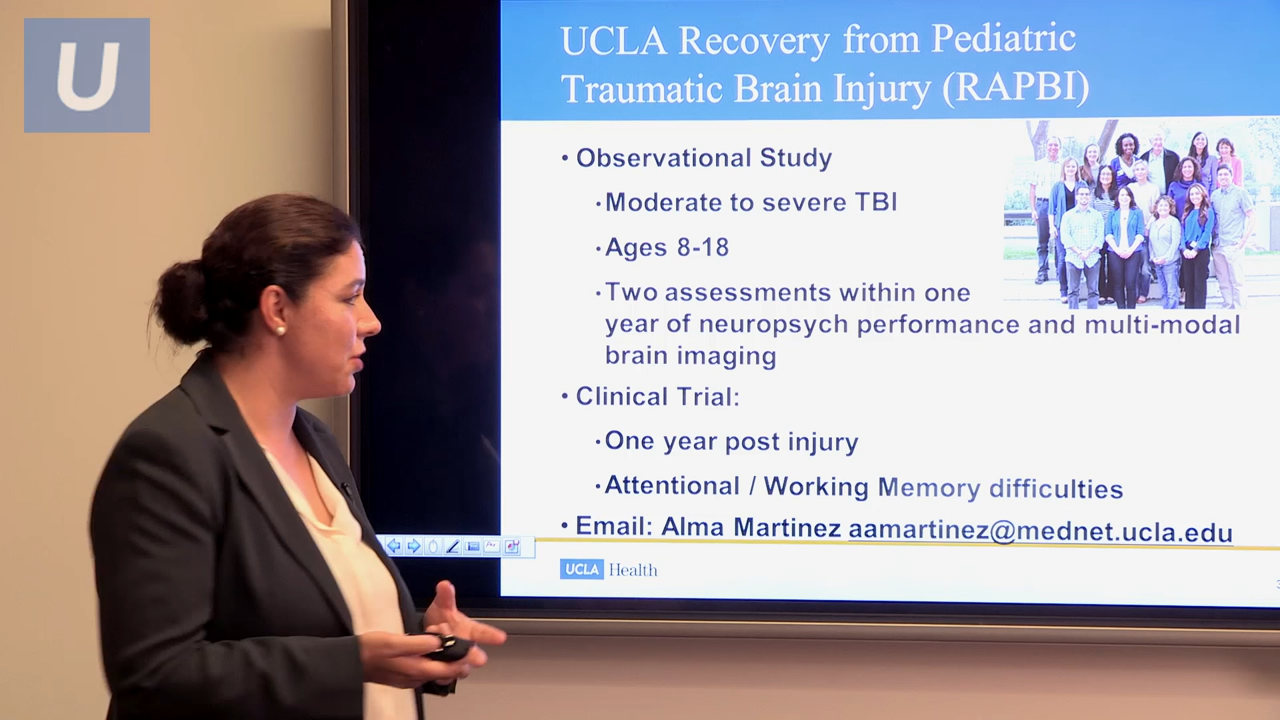 U
UCLA Recovery from Pediatric
Traumatic Brain Injury (RAPBI)
• Observational Study
• Moderate to severe TBI
• Ages 8-18
• Two assessments within one
year of neuropsych performance and multi-modal
brain imaging
• Clinical Trial:
• One year post injury
• Attentional / Working Memory difficulties
• Email: Alma Martinez aamartinez@mednet.ucla.edu
UCLA Health